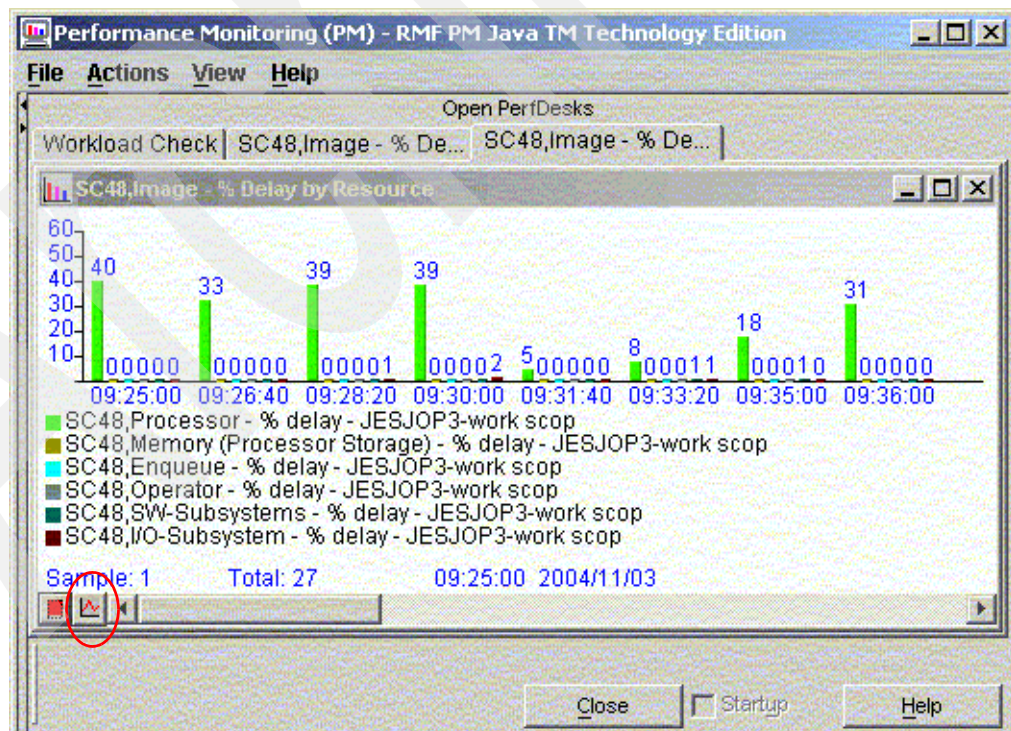 Performance Monitoring (PM) - RMF PM Java TM Technology Edition
File Actions View Help
Open PerfDesks
Workload Check SC48,Image - % De... SC48,Image - % De...
SC48,Image - % Delay by Resource
60
50
40
30
20
10
40 00000
33 00000
39 00001
39 00002
5 00000
8 00011
18 00010
31 00000
09:25:00 09:26:40 09:28:20 09:30:00 09:31:40 09:33:20 09:35:00 09:36:00
SC48,Processor - % delay - JESJOP3-work scop
SC48,Memory (Processor Storage) - % delay - JESJOP3-work scop
SC48,Enqueue - % delay - JESJOP3-work scop
SC48,Operator - % delay - JESJOP3-work scop
SC48,SW-Subsystems - % delay - JESJOP3-work scop
SC48,I/O-Subsystem - % delay - JESJOP3-work scop
Sample: 1 Total: 27 09:25:00 2004/11/03
Close Startup Help